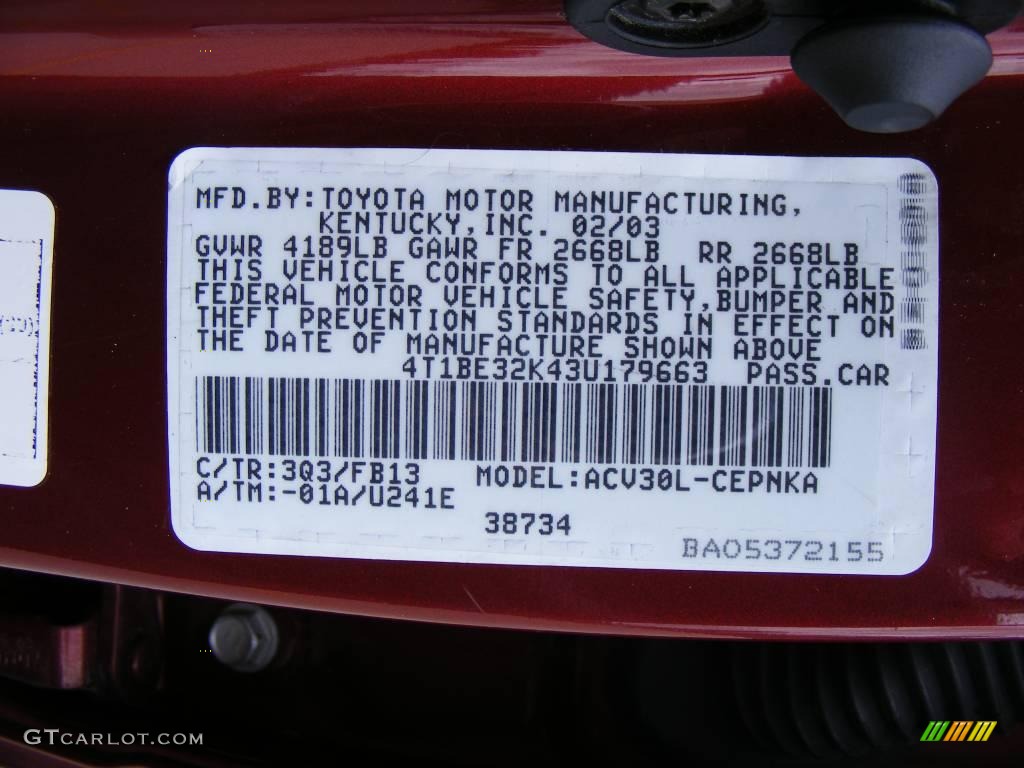 MFD.BY:TOYOTA MOTOR MANUFACTURING,
KENTUCKY,INC. 02/03
GVWR 4189LB GAWR FR 2668LB RR 2668LB
THIS VEHICLE CONFORMS TO ALL APPLICABLE
FEDERAL MOTOR VEHICLE SAFETY,BUMPER AND
THEFT PREVENTION STANDARDS IN EFFECT ON
THE DATE OF MANUFACTURE SHOWN ABOVE
4T1BE32K43U179663 PASS.CAR
C/TR:3Q3/FB13 MODEL:ACV30L-CEPNKA
A/TM:-01A/U241E
38734
BA05372155
GTCARLOT.COM